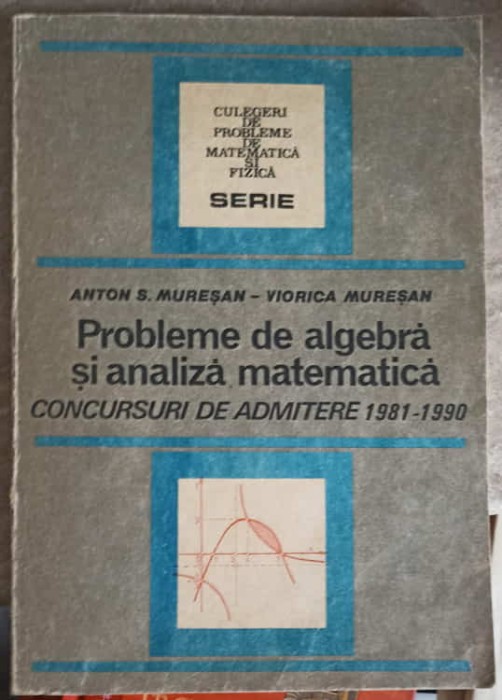 CULEGERI
DE
PROBLEME
DE
MATEMATICĂ
ȘI
FIZICĂ
SERIE
ANTON S. MUREȘAN – VIORICA MUREȘAN
Probleme de algebră
și analiză matematică
CONCURSURI DE ADMITERE 1981-1990